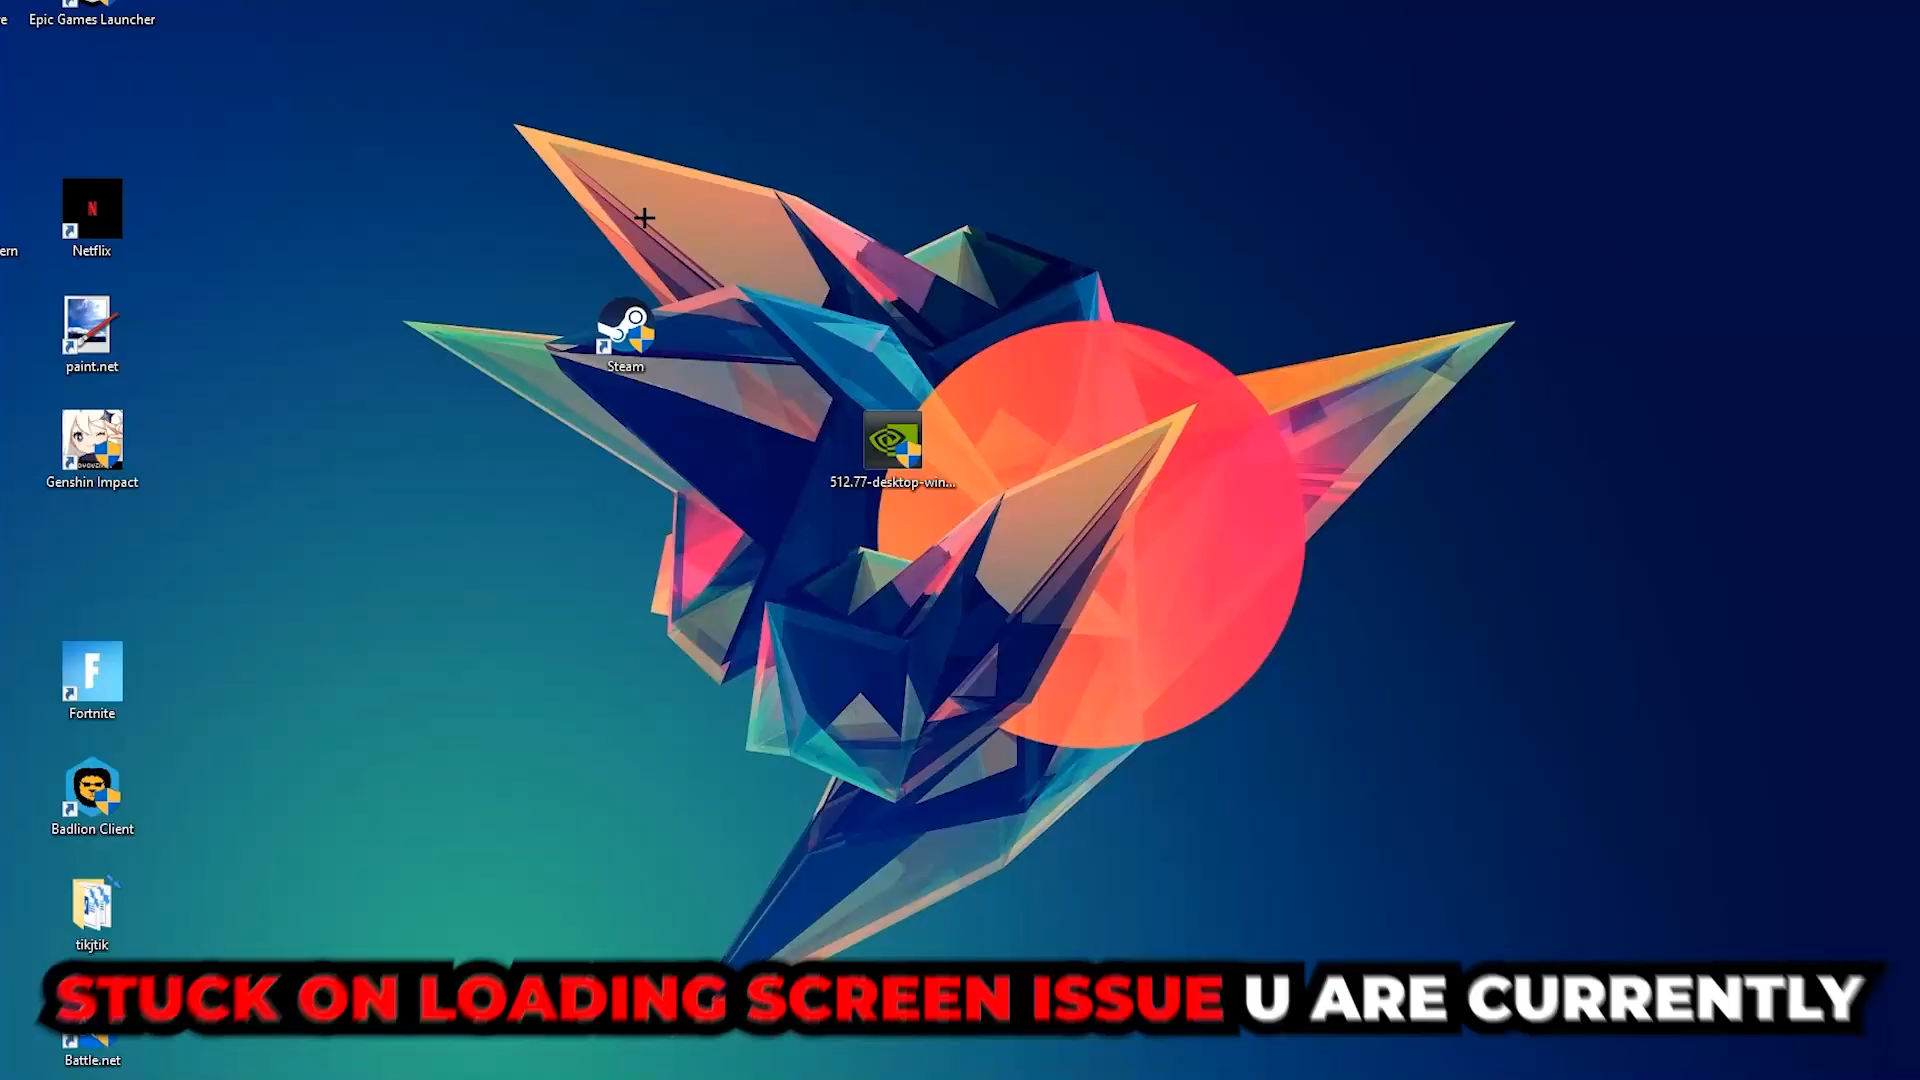 Epic Games Launcher
Netflix
ern
paint.net
Steam
Genshin Impact
512.77-desktop-win...
F
Fortnite
Badlion Client
tikjtik
STUCK ON LOADING SCREEN ISSUE U ARE CURRENTLY
Battle.net